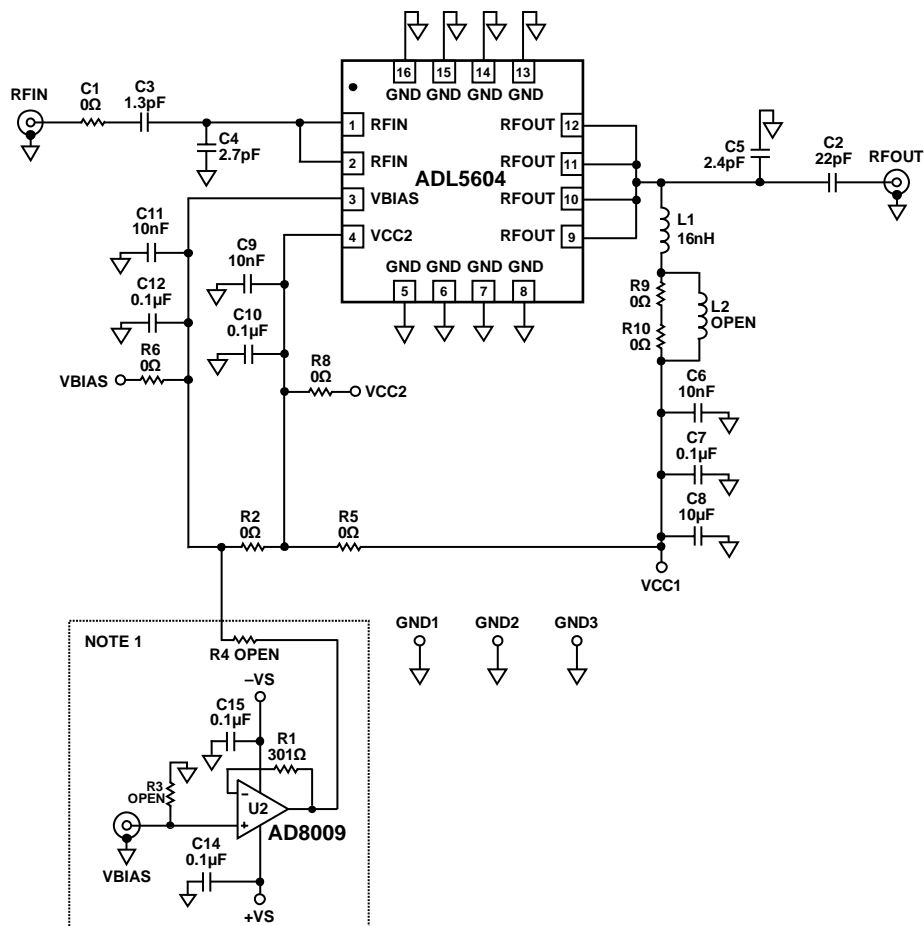 16
15
14
13
GND
GND
GND
GND
RFIN
C1
0Ω
C3
1.3pF
C4
2.7pF
1
RFIN
2
RFIN
3
VBIAS
4
VCC2
ADL5604
RFOUT
12
RFOUT
11
RFOUT
10
RFOUT
9
GND
GND
GND
GND
5
6
7
8
C5
2.4pF
C2
22pF
RFOUT
L1
16nH
R9
0Ω
R10
0Ω
L2
OPEN
C11
10nF
C12
0.1µF
R6
0Ω
VBIAS
C9
10nF
C10
0.1µF
R8
0Ω
VCC2
C6
10nF
C7
0.1µF
C8
10µF
R2
0Ω
R5
0Ω
VCC1
NOTE 1
R4 OPEN
GND1
GND2
GND3
–VS
C15
0.1µF
R1
301Ω
R3
OPEN
–
+
U2
AD8009
VBIAS
C14
0.1µF
+VS